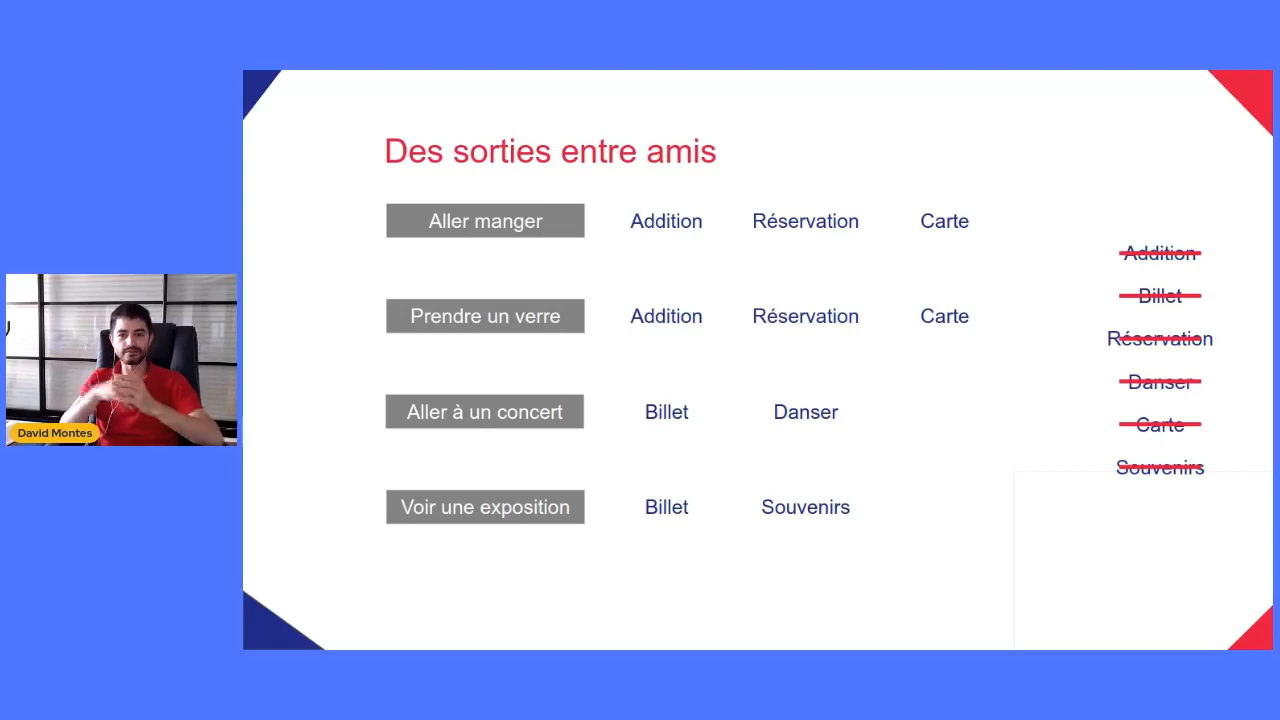 Des sorties entre amis
Aller manger Addition Réservation Carte
Prendre un verre Addition Réservation Carte
Aller à un concert Billet Danser
Voir une exposition Billet Souvenirs
Addition
Billet
Réservation
Danser
Carte
Souvenirs
David Montes